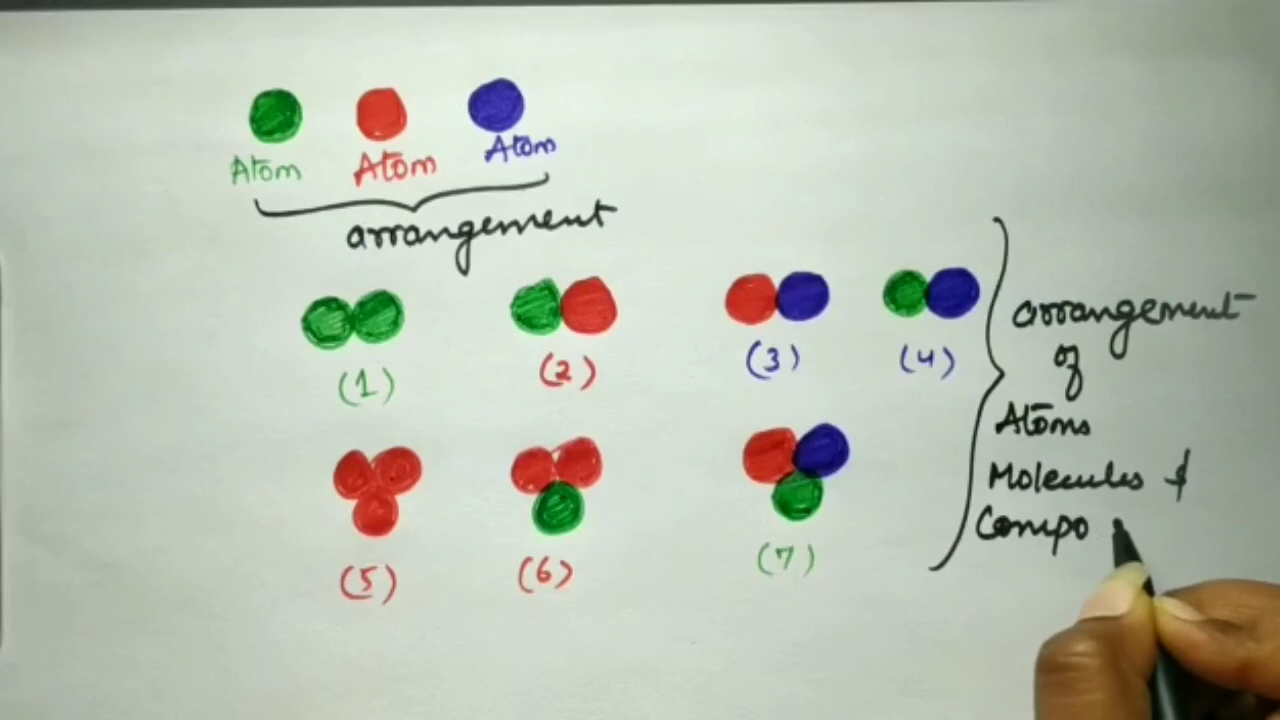 Atom Atom Atom
arrangement
(1) (2) (3) (4)
(5) (6) (7)
arrangement
of
Atoms
Molecules &
Compo